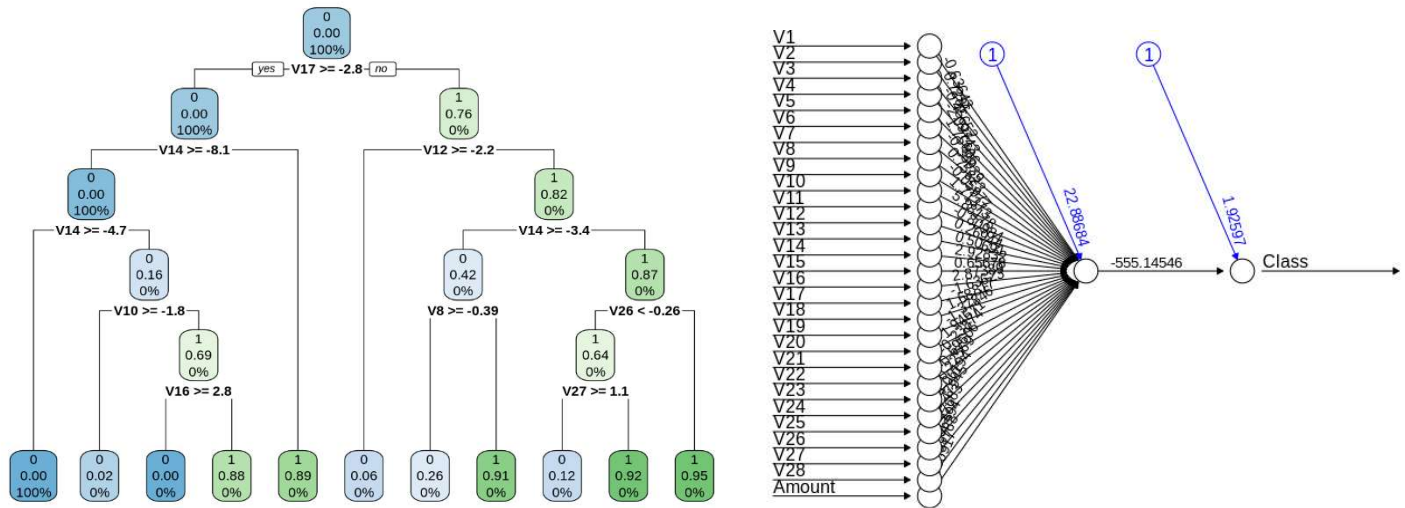 0
0.00
100%
yes V17 >= -2.8 no
0
0.00
100%
1
0.76
0%
V14 >= -8.1
V12 >= -2.2
0
0.00
100%
1
0.82
0%
V14 >= -4.7
V14 >= -3.4
0
0.16
0%
0
0.42
0%
1
0.87
0%
V10 >= -1.8
V8 >= -0.39
V26 < -0.26
1
0.69
0%
1
0.64
0%
V16 >= 2.8
V27 >= 1.1
0
0.00
100%
0
0.02
0%
0
0.00
0%
1
0.88
0%
1
0.89
0%
0
0.06
0%
0
0.26
0%
1
0.91
0%
0
0.12
0%
1
0.92
0%
1
0.95
0%
V1
V2
V3
V4
V5
V6
V7
V8
V9
V10
V11
V12
V13
V14
V15
V16
V17
V18
V19
V20
V21
V22
V23
V24
V25
V26
V27
V28
Amount
1
1
22.88684
1.92597
-555.14546
Class